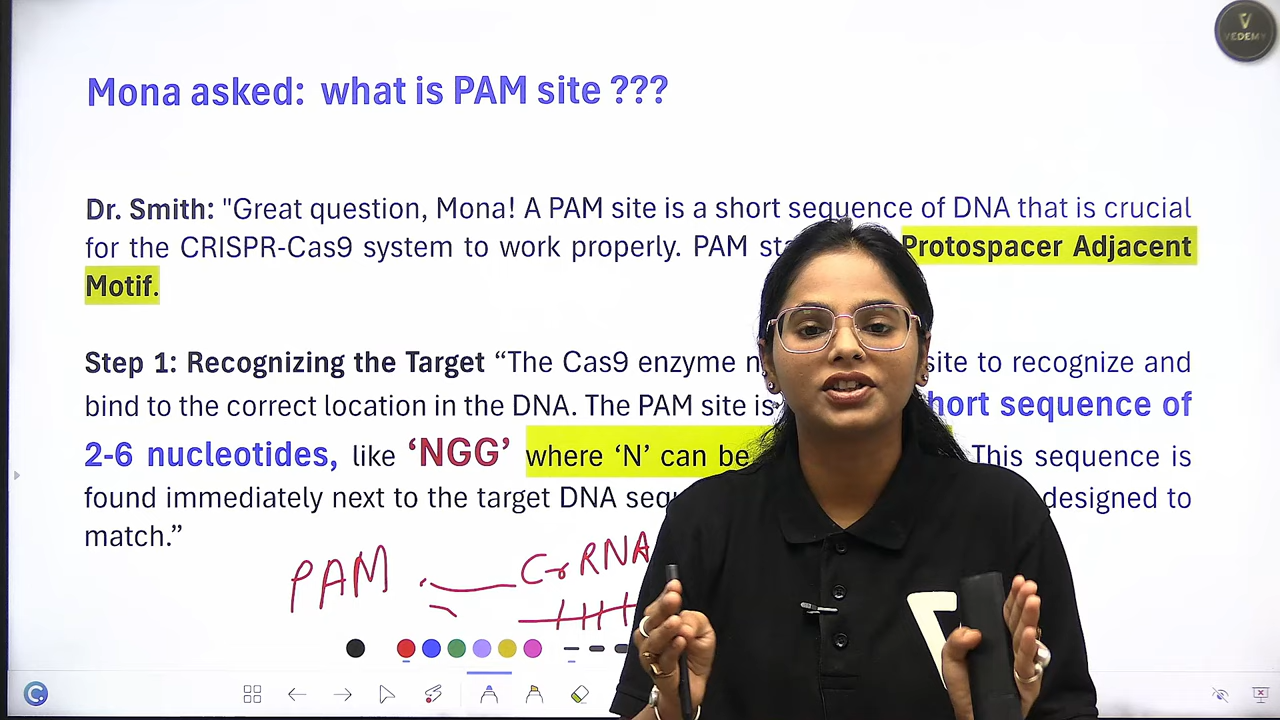 VEDEMY
Mona asked: what is PAM site ???
Dr. Smith: "Great question, Mona! A PAM site is a short sequence of DNA that is crucial
for the CRISPR-Cas9 system to work properly. PAM Protospacer Adjacent
Motif.
Step 1: Recognizing the Target “The Cas9 enzyme site to recognize and
bind to the correct location in the DNA. The PAM site is short sequence of
2-6 nucleotides, like ‘NGG’ where ‘N’ can be This sequence is
found immediately next to the target DNA designed to
match.”
PAM CrRNA